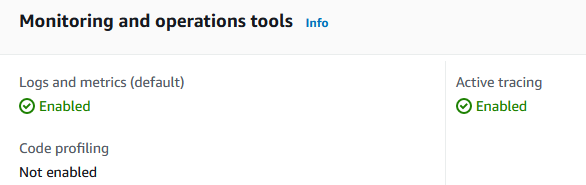 Monitoring and operations tools Info
Logs and metrics (default)
Enabled
Active tracing
Enabled
Code profiling
Not enabled